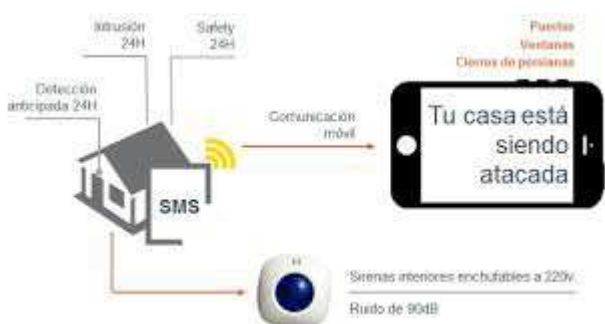 Intrusión
24H
Safety
24H
Detección
anticipada 24H
Puertas
Ventanas
Cierres de persianas
Comunicación
móvil
Tu casa está
siendo
atacada
SMS
Sirenas interiores enchufables a 220v.
Ruido de 90dB